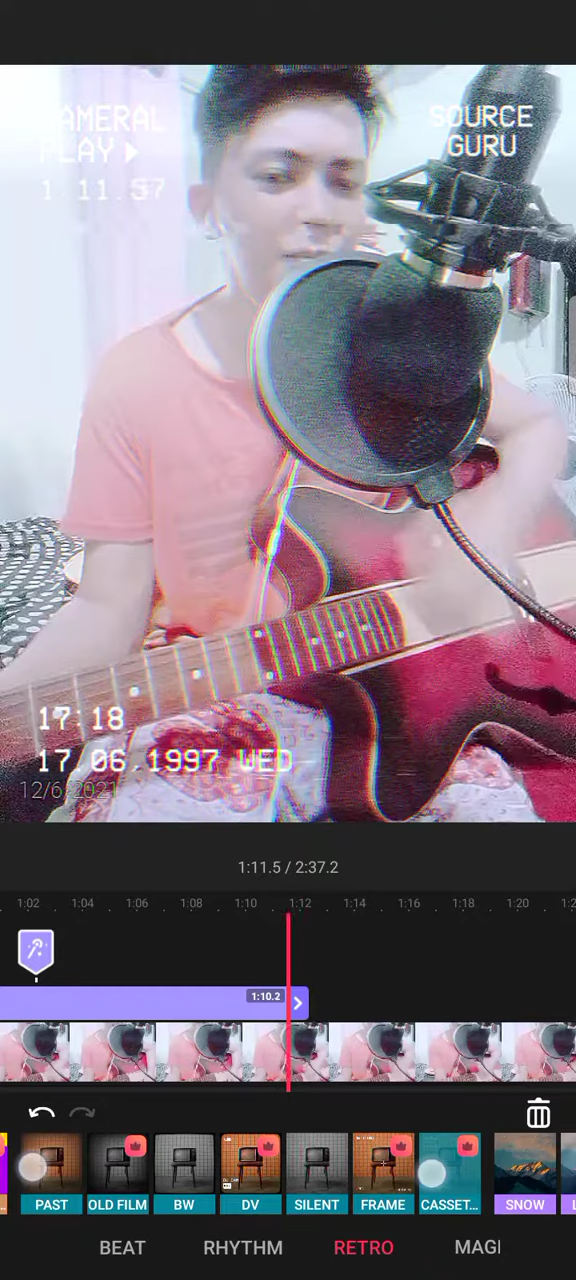 AMERAL
PLAY
SOURCE
GURU
1.11.57
17:18
17.06.1997 WED
12/6/2021
1:11.5 / 2:37.2
1:02 1:04 1:06 1:08 1:10 1:12 1:14 1:16 1:18 1:20
1:10.2
PAST OLD FILM BW DV SILENT FRAME CASSET... SNOW
BEAT RHYTHM RETRO MAGI